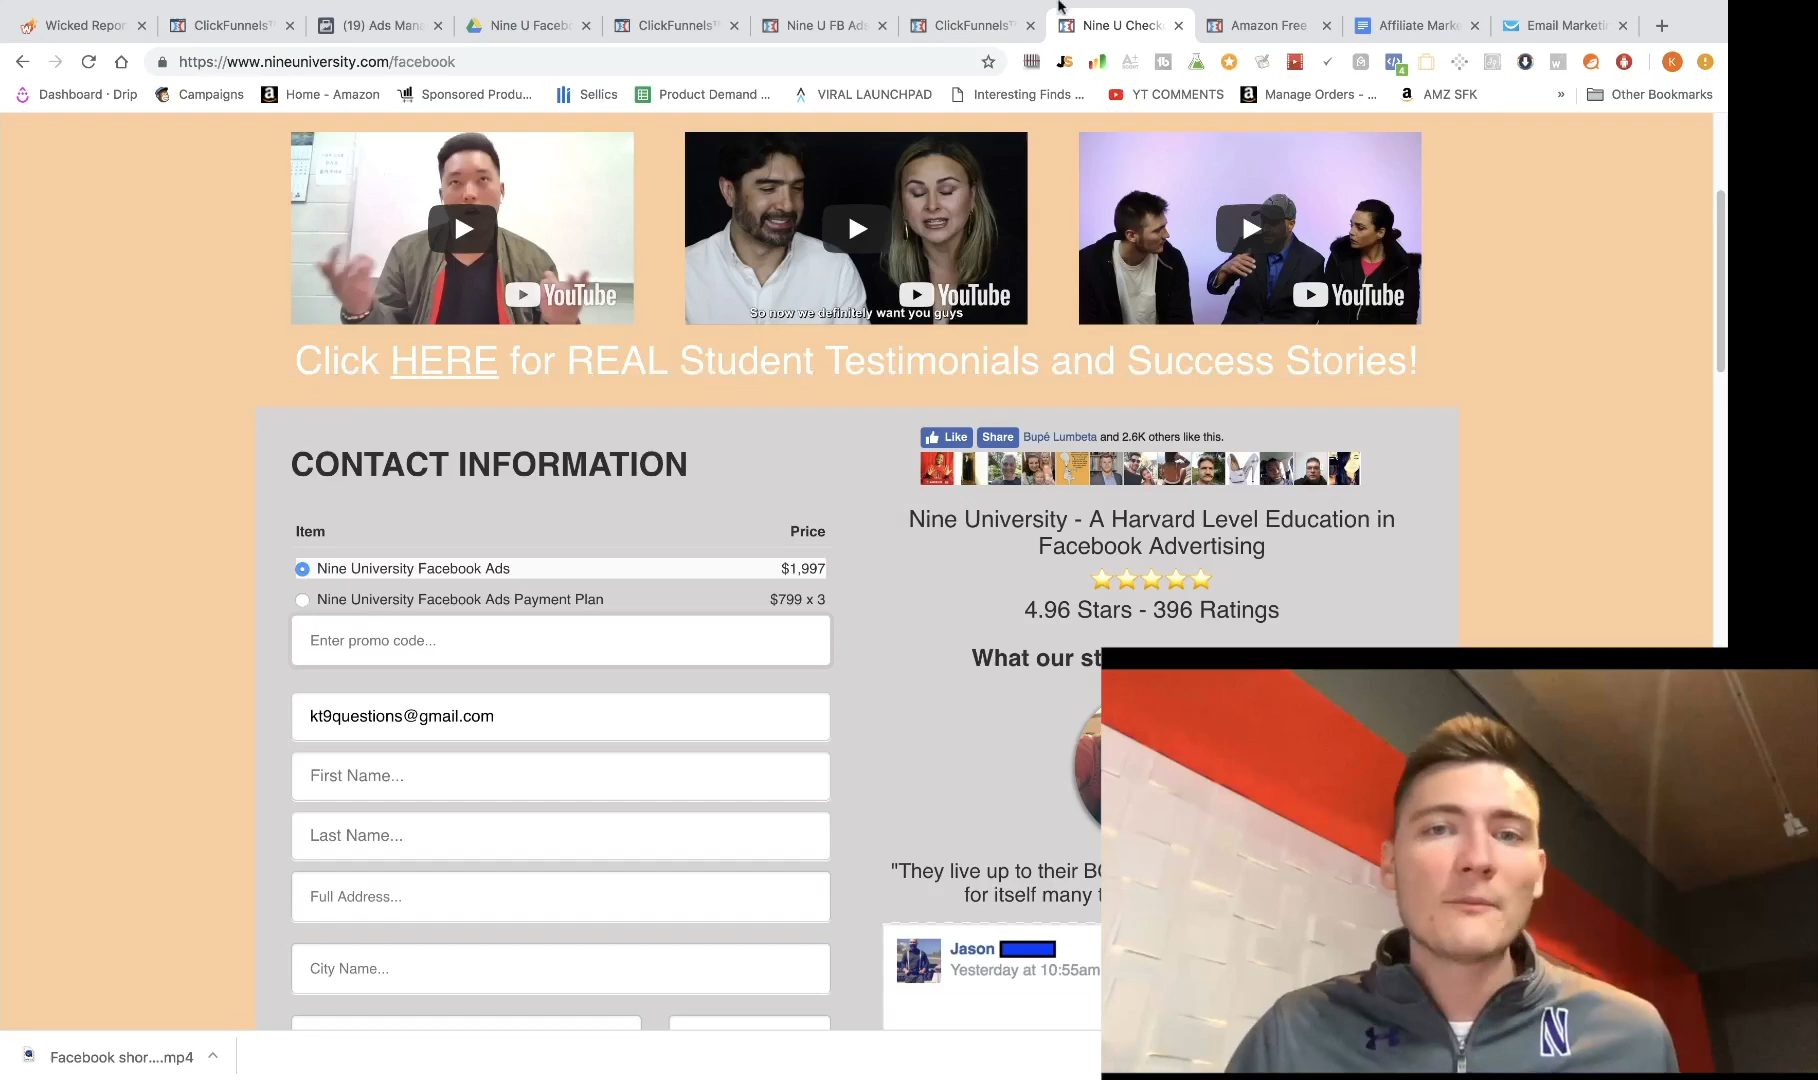 Wicked Repor
ClickFunnels™
(19) Ads Mana
Nine U Facebo
ClickFunnels™
Nine U FB Ads
ClickFunnels™
Nine U Check
Amazon Free
Affiliate Marke
Email Marketi
https://www.nineuniversity.com/facebook
Dashboard · Drip
Campaigns
Home - Amazon
Sponsored Produ...
Sellics
Product Demand ...
VIRAL LAUNCHPAD
Interesting Finds ...
YT COMMENTS
Manage Orders - ...
AMZ SFK
»
Other Bookmarks
YouTube
YouTube
So now we definitely want you guys
YouTube
Click HERE for REAL Student Testimonials and Success Stories!
CONTACT INFORMATION
Item Price
Nine University Facebook Ads $1,997
Nine University Facebook Ads Payment Plan $799 x 3
Enter promo code...
kt9questions@gmail.com
First Name...
Last Name...
Full Address...
City Name...
Like Share Bupé Lumbeta and 2.6K others like this.
Nine University - A Harvard Level Education in
Facebook Advertising
4.96 Stars - 396 Ratings
What our st
"They live up to their BC
for itself many t
Jason
Yesterday at 10:55am
N
Facebook shor....mp4